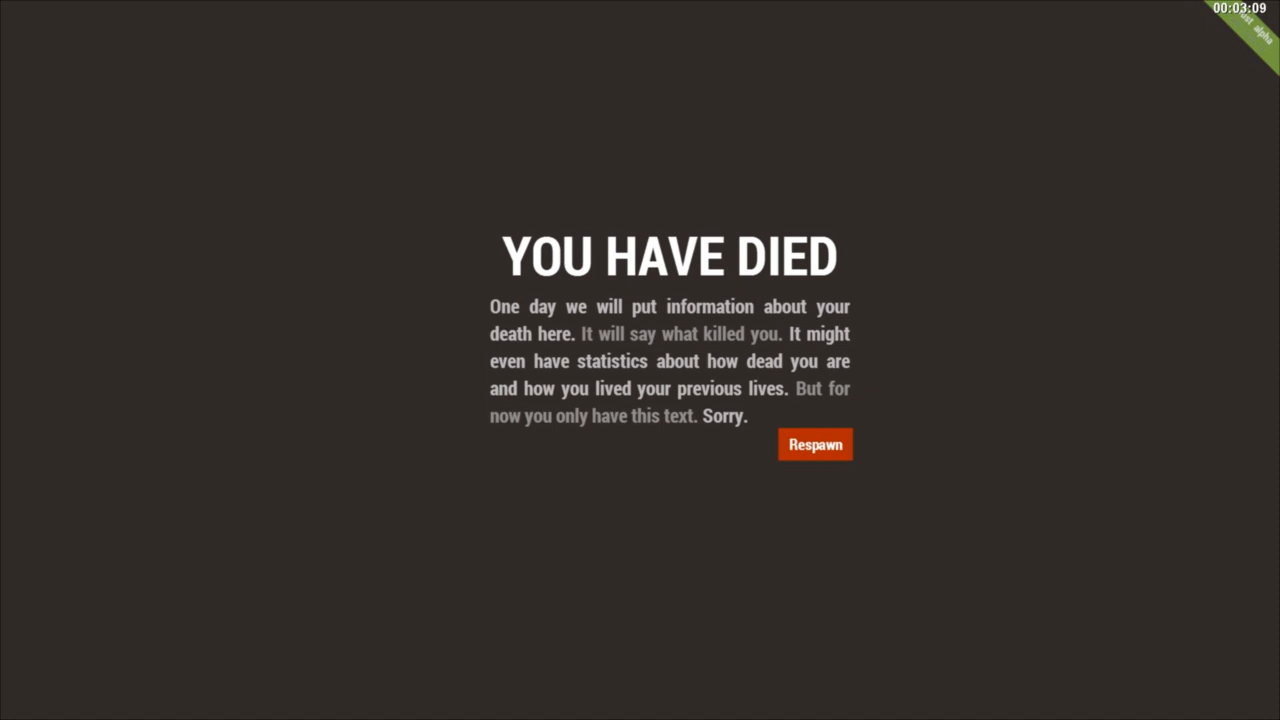 00:03:09
alpha
YOU HAVE DIED
One day we will put information about your
death here. It will say what killed you. It might
even have statistics about how dead you are
and how you lived your previous lives. But for
now you only have this text. Sorry.
Respawn